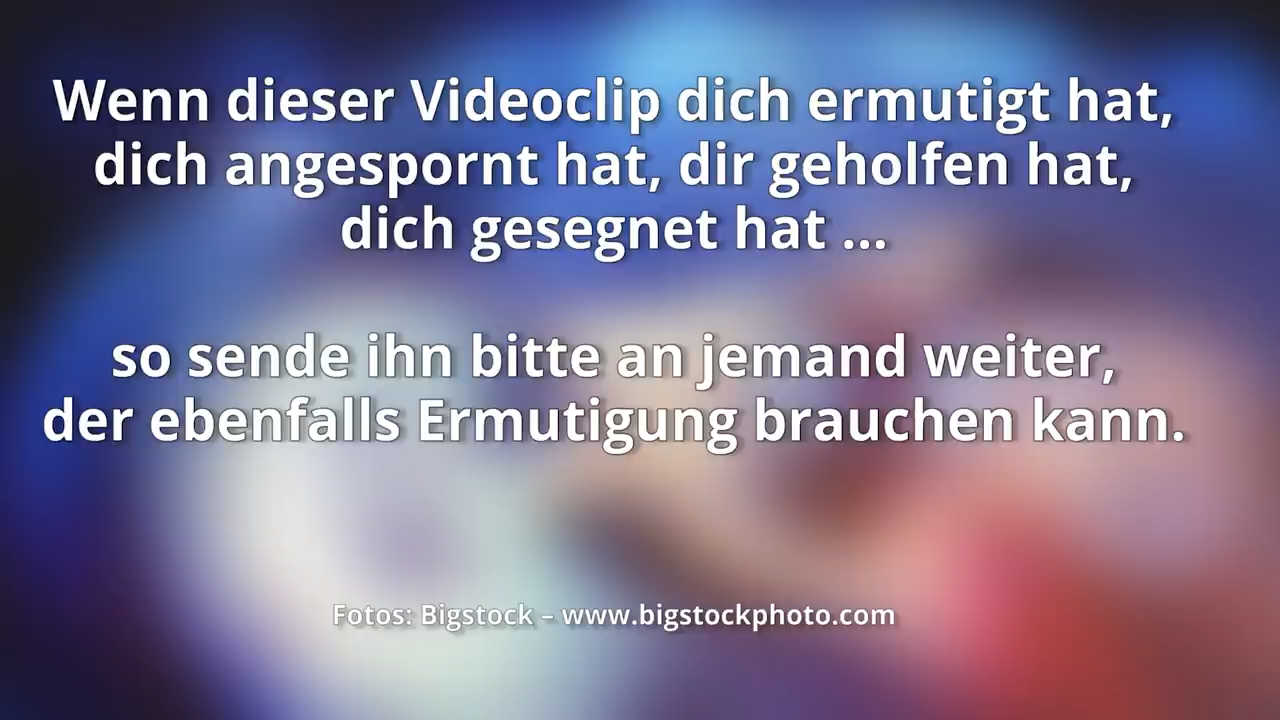 Wenn dieser Videoclip dich ermutigt hat,
dich angespornt hat, dir geholfen hat,
dich gesegnet hat ...
so sende ihn bitte an jemand weiter,
der ebenfalls Ermutigung brauchen kann.
Fotos: Bigstock – www.bigstockphoto.com